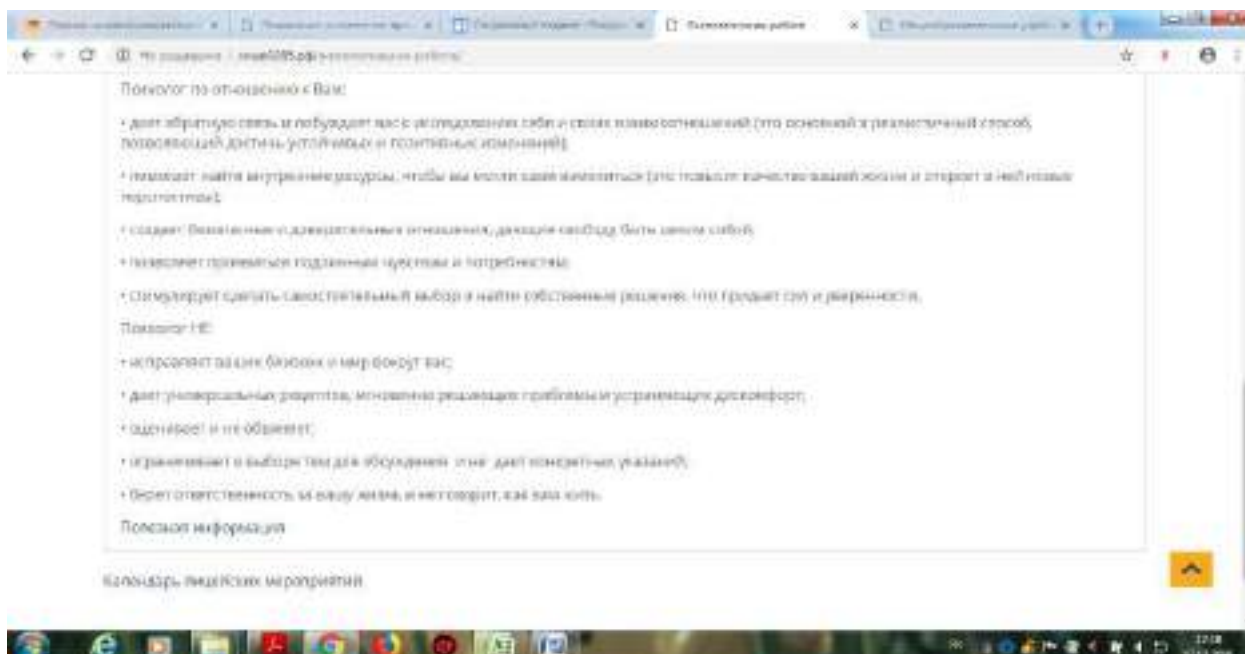 Психолог по отношению к Вам:
• дает обратную связь и побуждает вас к исследованию себя и своих взаимоотношений (это основной и реалистичный способ,
позволяющий достичь устойчивых и позитивных изменений);
• помогает найти внутренние ресурсы, чтобы вы могли сами измениться (это повысит качество вашей жизни и откроет в ней новые
перспективы);
• создает безопасные и доверительные отношения, дающие свободу быть самим собой;
• позволяет проявиться подлинным чувствам и потребностям;
• стимулирует сделать самостоятельный выбор и найти собственные решения, что придает сил и уверенности.
Психолог НЕ:
• исправляет ваших близких и мир вокруг вас;
• дает универсальных рецептов, мгновенно решающих проблемы и устраняющих дискомфорт;
• оценивает и не обвиняет;
• ограничивает в выборе тем для обсуждения и не дает конкретных указаний;
• берет ответственность за вашу жизнь, и не говорит, как вам жить.
Полезная информация
Календарь лицейских мероприятий